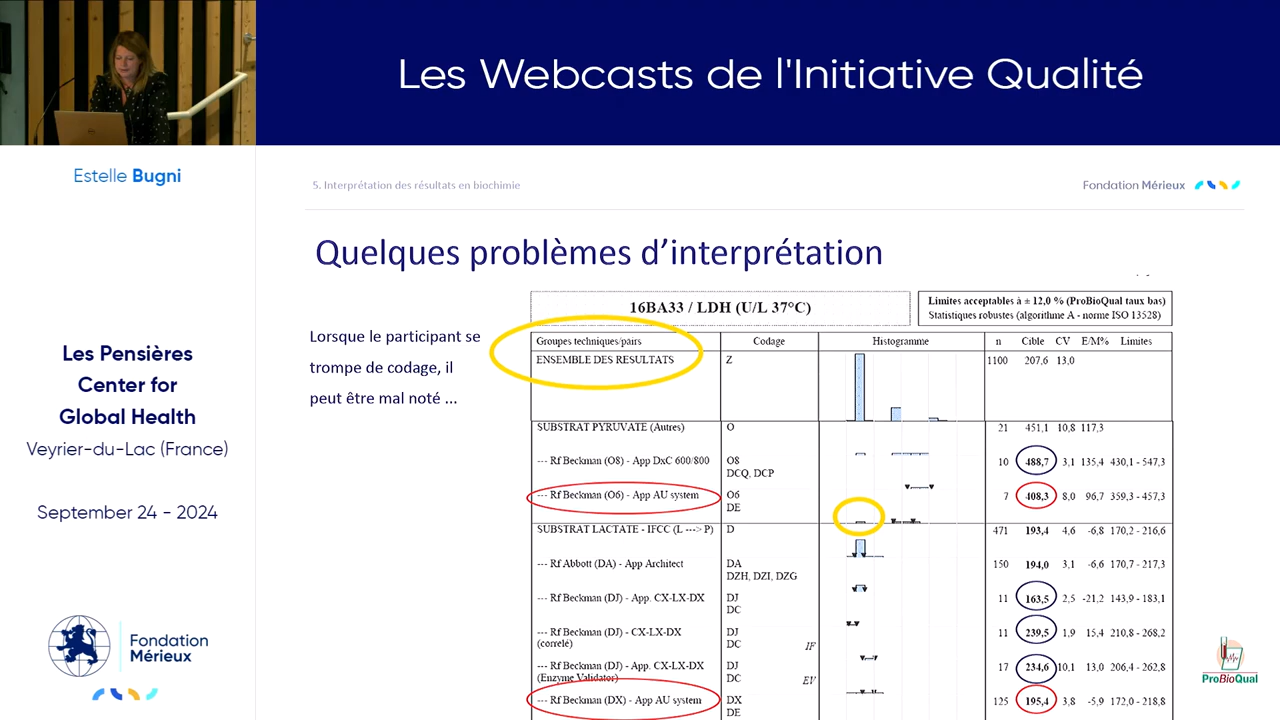 Les Webcasts de l'Initiative Qualité
Estelle Bugni
5. Interprétation des résultats en biochimie
Fondation Mérieux
Quelques problèmes d’interprétation
Lorsque le participant se
trompe de codage, il
peut être mal noté ...
Les Pensières
Center for
Global Health
Veyrier-du-Lac (France)
September 24 - 2024
Fondation
Mérieux
16BA33 / LDH (U/L 37°C)
Limites acceptables à ± 12,0 % (ProBioQual taux bas)
Statistiques robustes (algorithme A - norme ISO 13528)
Groupes techniques/pairs Codage Histogramme n Cible CV E/M% Limites
ENSEMBLE DES RESULTATS Z 1100 207,6 13,0
SUBSTRAT PYRUVATE (Autres) O 21 451,1 10,8 117,3
--- Rf Beckman (O8) - App DxC 600/800 O8 10 488,7 3,1 135,4 430,1 - 547,3
DCQ, DCP
--- Rf Beckman (O6) - App AU system O6 7 408,3 8,0 96,7 359,3 - 457,3
DE
SUBSTRAT LACTATE - IFCC (L ---> P) D 471 193,4 4,6 -6,8 170,2 - 216,6
--- Rf Abbott (DA) - App Architect DA 150 194,0 3,1 -6,6 170,7 - 217,3
DZH, DZI, DZG
--- Rf Beckman (DJ) - App. CX-LX-DX DJ 11 163,5 2,5 -21,2 143,9 - 183,1
DC
--- Rf Beckman (DJ) - CX-LX-DX DJ 11 239,5 1,9 15,4 210,8 - 268,2
(corrélé) DC IF
--- Rf Beckman (DJ) - App. CX-LX-DX DJ 17 234,6 10,1 13,0 206,4 - 262,8
(Enzyme Validator) DC EV
--- Rf Beckman (DX) - App AU system DX 125 195,4 3,8 -5,9 172,0 - 218,8
DE
ProBioQual